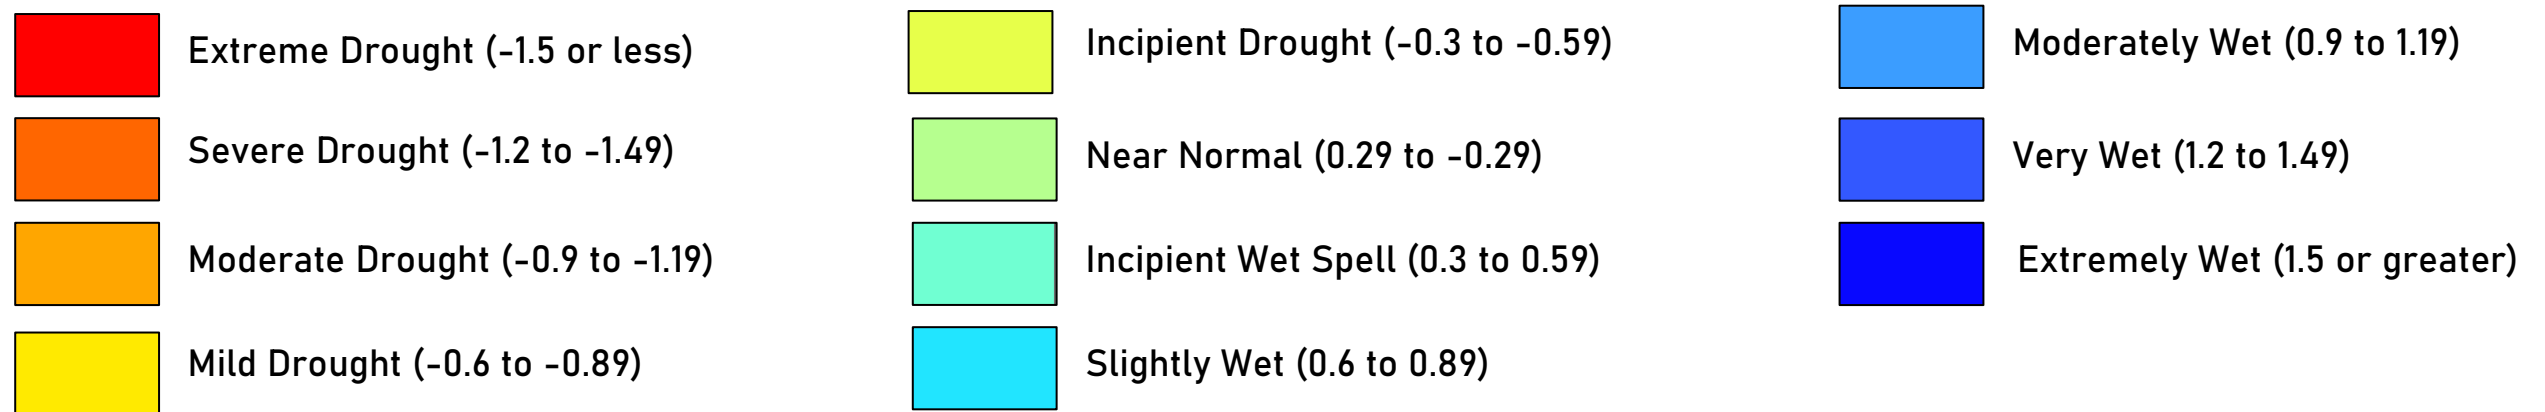 Extreme Drought (-1.5 or less)
Severe Drought (-1.2 to -1.49)
Moderate Drought (-0.9 to -1.19)
Mild Drought (-0.6 to -0.89)
Incipient Drought (-0.3 to -0.59)
Near Normal (0.29 to -0.29)
Incipient Wet Spell (0.3 to 0.59)
Slightly Wet (0.6 to 0.89)
Moderately Wet (0.9 to 1.19)
Very Wet (1.2 to 1.49)
Extremely Wet (1.5 or greater)